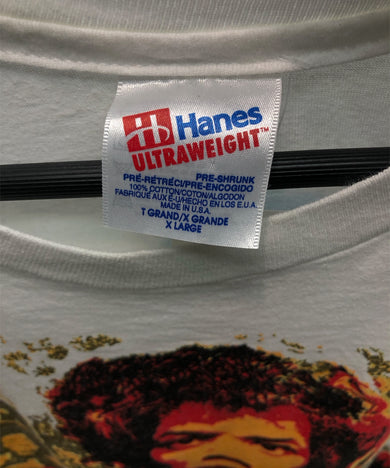 Hanes
ULTRAWEIGHT™
PRE-SHRUNK
PRÉ-RÉTRÉCI/PRE-ENCOGIDO
100% COTTON/COTON/ALGODON
FABRIQUÉ AUX E.-U./HECHO EN LOS E.U.A.
MADE IN U.S.A.
T GRAND/X GRANDE
X LARGE